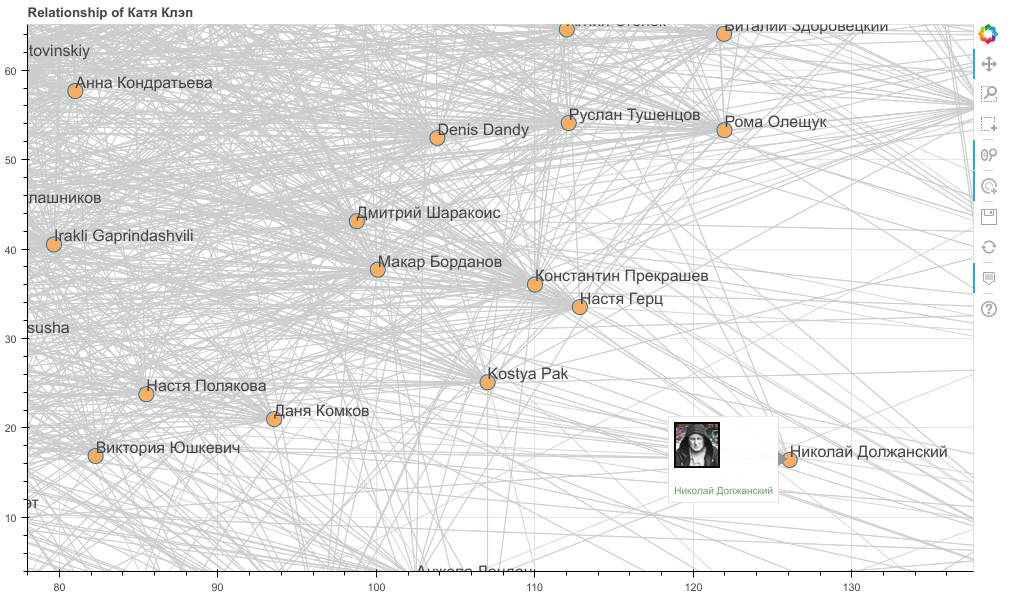 Relationship of Катя Клэп
Виталий Здоровецкий
tovinskiy
60
Анна Кондратьева
Руслан Тушенцов
Рома Олещук
Denis Dandy
50
лашников
Дмитрий Шаракоис
Irakli Gaprindashvili
40
Макар Борданов
Константин Прекрашев
Настя Герц
susha
30
Kostya Pak
Настя Полякова
Даня Комков
20
Виктория Юшкевич
Николай Должанский
Николай Должанский
эт
10
80
90
100
110
120
130